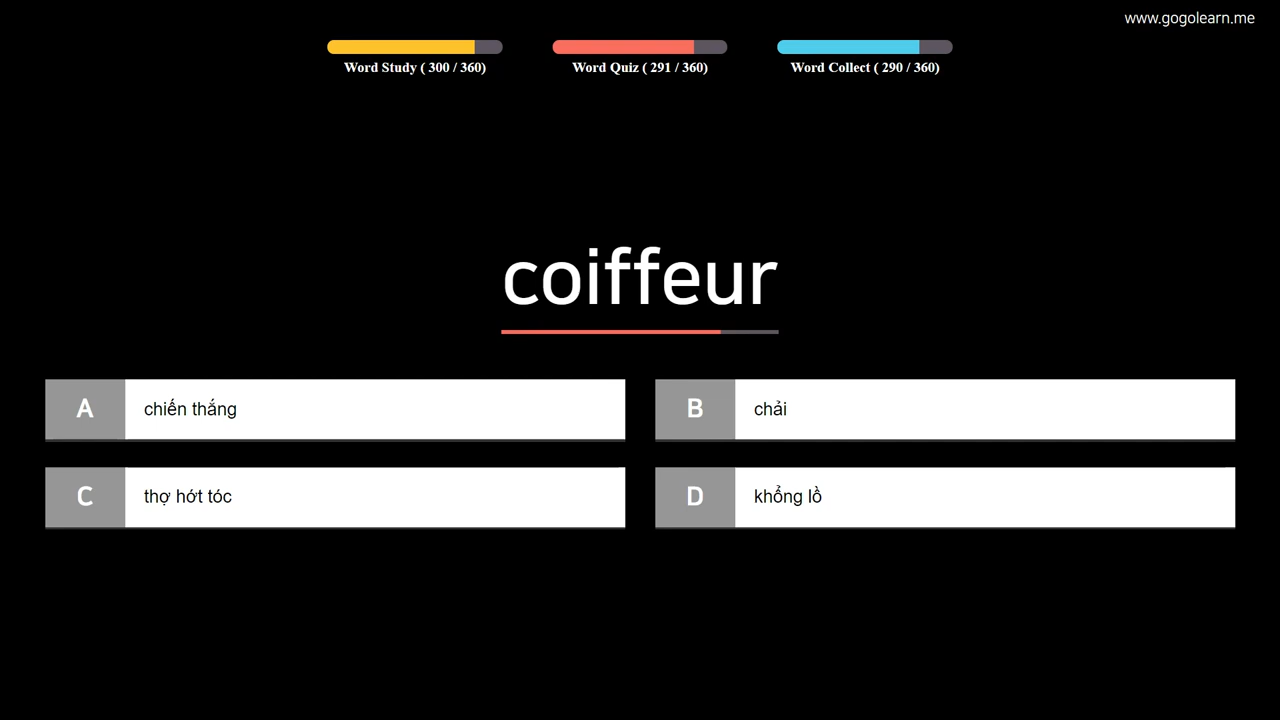 www.gogolearn.me
Word Study ( 300 / 360)
Word Quiz ( 291 / 360)
Word Collect ( 290 / 360)
coiffeur
A chiến thắng
B chải
C thợ hớt tóc
D khổng lồ